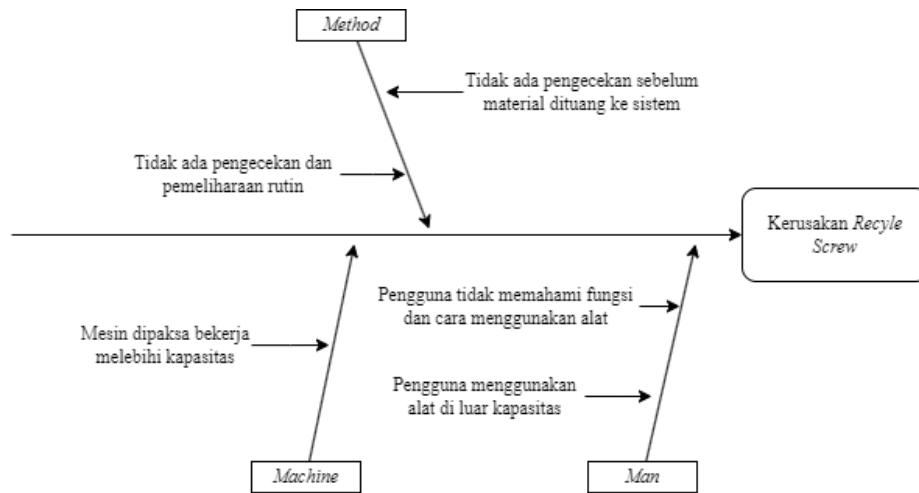 Method
Tidak ada pengecekan sebelum
material dituang ke sistem
Tidak ada pengecekan dan
pemeliharaan rutin
Kerusakan Recyle
Screw
Pengguna tidak memahami fungsi
dan cara menggunakan alat
Mesin dipaksa bekerja
melebihi kapasitas
Pengguna menggunakan
alat di luar kapasitas
Machine
Man